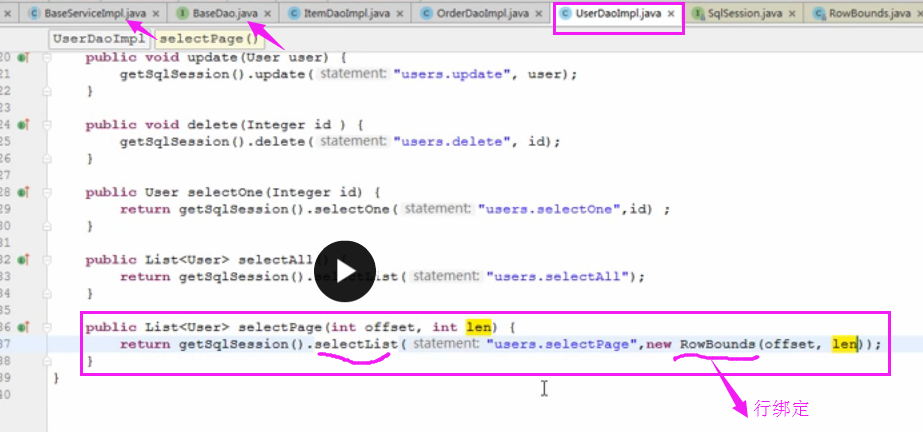 BaseServiceImpl.java × BaseDao.java × ItemDaoImpl.java × OrderDaoImpl.java × UserDaoImpl.java × SqlSession.java × RowBounds.java ×
UserDaoImpl selectPage()
20 public void update(User user) {
21 getSqlSession().update( statement: "users.update", user);
22 }
23
24 public void delete(Integer id ) {
25 getSqlSession().delete( statement: "users.delete", id);
26 }
27
28 public User selectOne(Integer id) {
29 return getSqlSession().selectOne( statement: "users.selectOne",id) ;
30 }
31
32 public List<User> selectAll() {
33 return getSqlSession().selectList( statement: "users.selectAll");
34 }
35
36 public List<User> selectPage(int offset, int len) {
37 return getSqlSession().selectList( statement: "users.selectPage",new RowBounds(offset, len));
38 }
39 }
40
行绑定